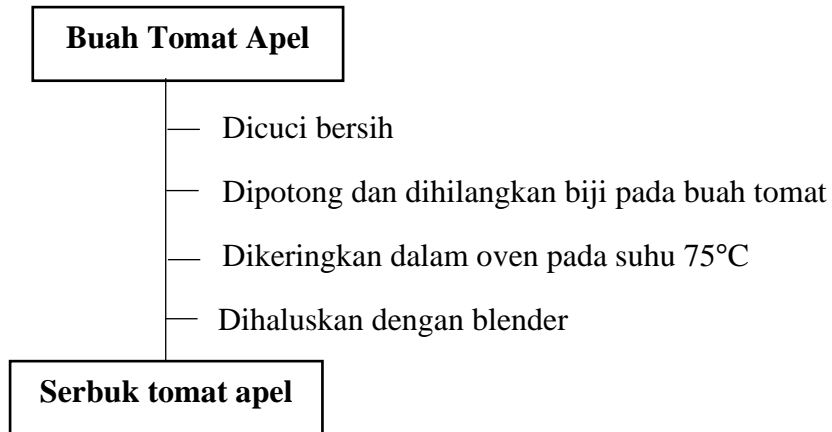 Buah Tomat Apel
Dicuci bersih
Dipotong dan dihilangkan biji pada buah tomat
Dikeringkan dalam oven pada suhu 75°C
Dihaluskan dengan blender
Serbuk tomat apel